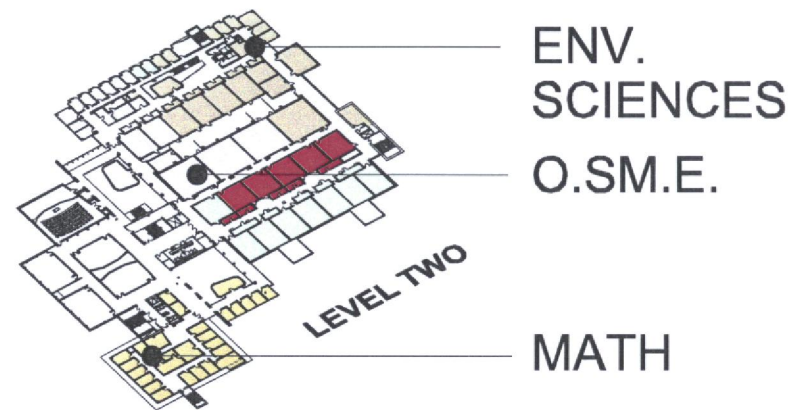 ENV.
SCIENCES
O.SM.E.
LEVEL TWO
MATH